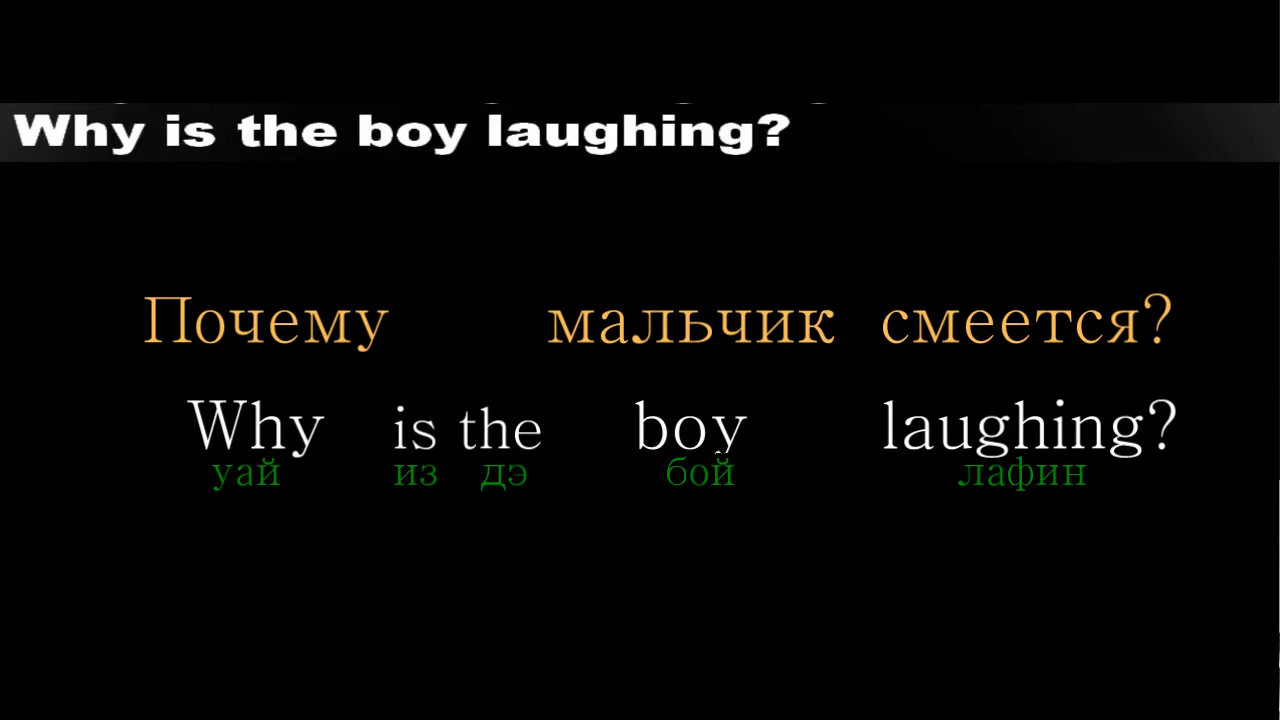 Why is the boy laughing?
Почему мальчик смеется?
Why is the boy laughing?
уай из дэ бой лафин